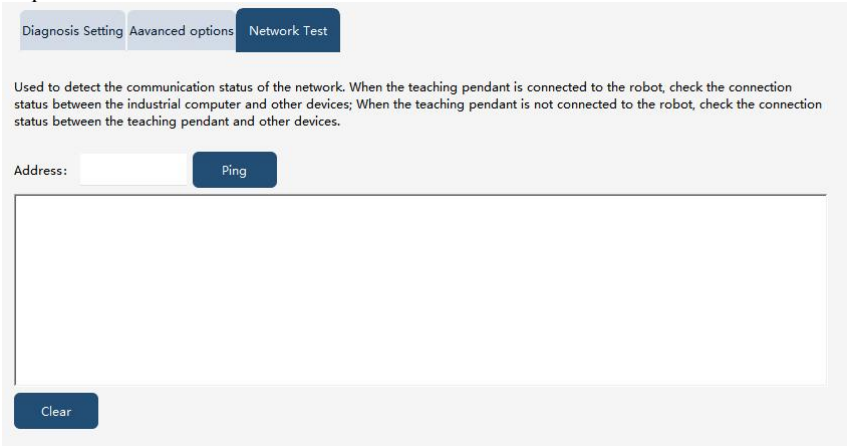 Diagnosis Setting Aavanced options Network Test
Used to detect the communication status of the network. When the teaching pendant is connected to the robot, check the connection
status between the industrial computer and other devices; When the teaching pendant is not connected to the robot, check the connection
status between the teaching pendant and other devices.
Address: Ping
Clear